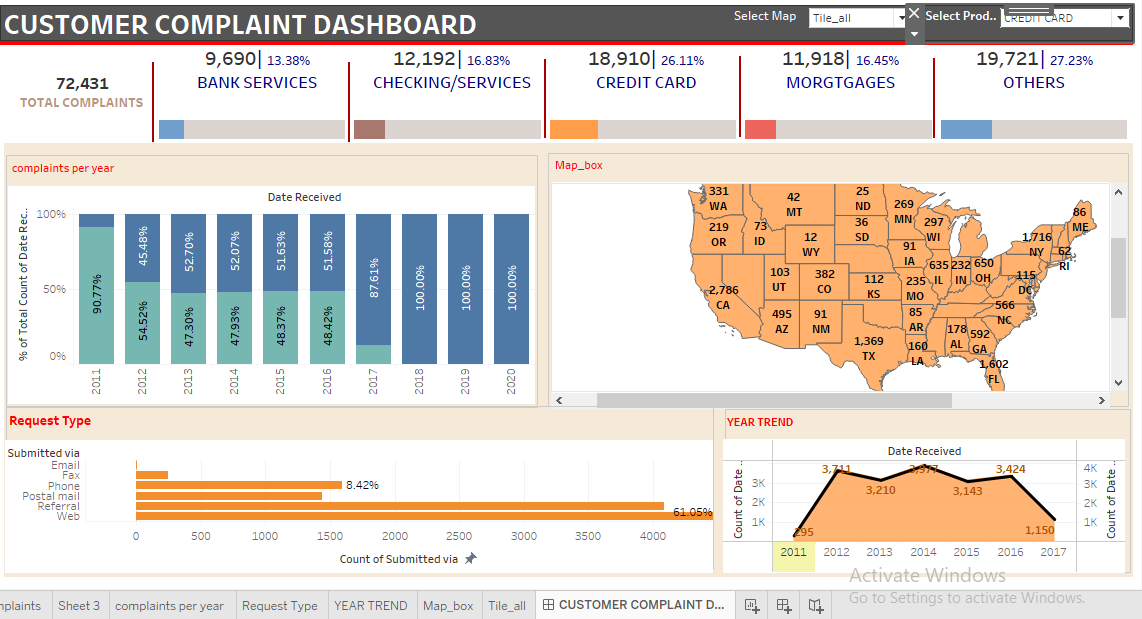 CUSTOMER COMPLAINT DASHBOARD
Select Map
Tile_all
Select Prod..
CREDIT CARD
72,431
TOTAL COMPLAINTS
9,690| 13.38%
BANK SERVICES
12,192| 16.83%
CHECKING/SERVICES
18,910| 26.11%
CREDIT CARD
11,918| 16.45%
MORGTGAGES
19,721| 27.23%
OTHERS
complaints per year
Date Received
% of Total Count of Date Rec..
100%
50%
0%
90.77%
45.48%
54.52%
52.70%
47.30%
52.07%
47.93%
51.63%
48.37%
51.58%
48.42%
87.61%
100.00%
100.00%
100.00%
2011
2012
2013
2014
2015
2016
2017
2018
2019
2020
Map_box
331
WA
42
MT
25
ND
269
MN
86
ME
219
OR
73
ID
36
SD
297
WI
12
WY
1,716
NY
62
RI
91
IA
103
UT
382
CO
112
KS
635
IL
232
IN
650
OH
115
DC
2,786
CA
235
MO
495
AZ
91
NM
85
AR
566
NC
178
AL
592
GA
1,369
TX
160
LA
1,602
FL
Request Type
Submitted via
Email
Fax
Phone
8.42%
Postal mail
Referral
Web
61.05%
0
500
1000
1500
2000
2500
3000
3500
4000
Count of Submitted via
YEAR TREND
Date Received
Count of Date ..
3K
2K
1K
295
3,711
3,210
3,977
3,143
3,424
1,150
4K
3K
2K
1K
Count of Date ..
2011
2012
2013
2014
2015
2016
2017
Activate Windows
Go to Settings to activate Windows.
mplaints
Sheet 3
complaints per year
Request Type
YEAR TREND
Map_box
Tile_all
CUSTOMER COMPLAINT D...